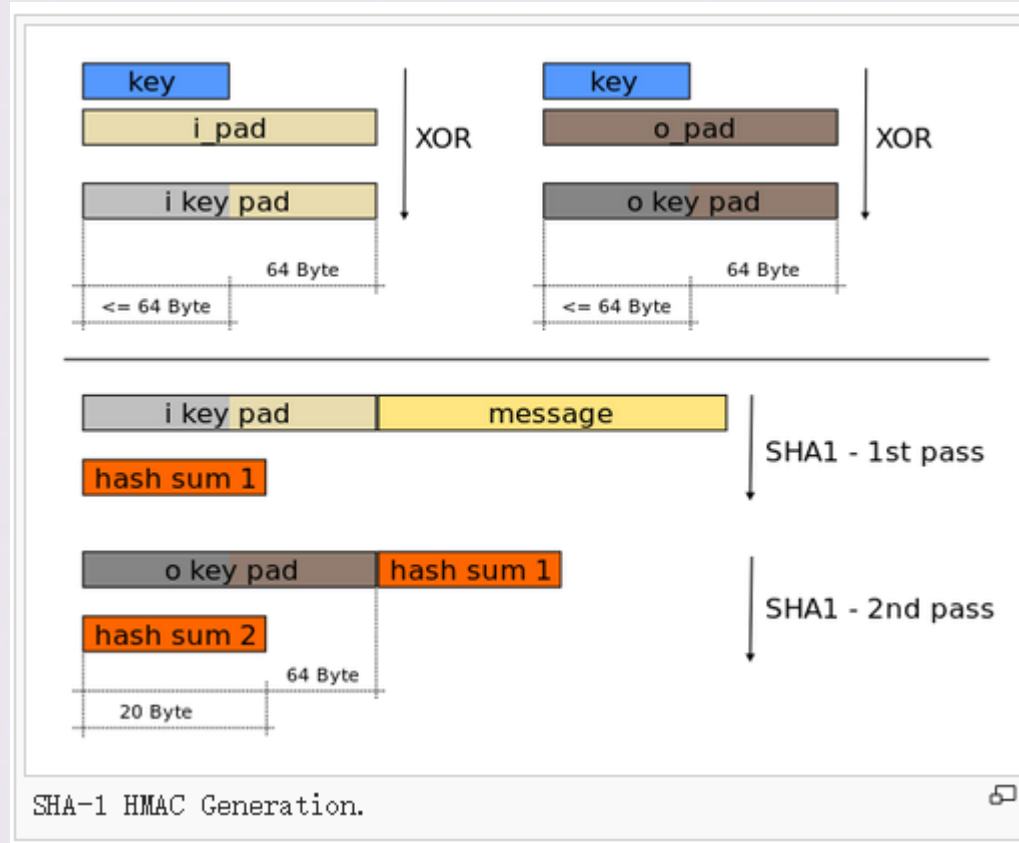 key
i_pad
XOR
i key pad
64 Byte
<= 64 Byte
key
o_pad
XOR
o key pad
64 Byte
<= 64 Byte
i key pad message
SHA1 - 1st pass
hash sum 1
o key pad hash sum 1
SHA1 - 2nd pass
hash sum 2
64 Byte
20 Byte
SHA-1 HMAC Generation.